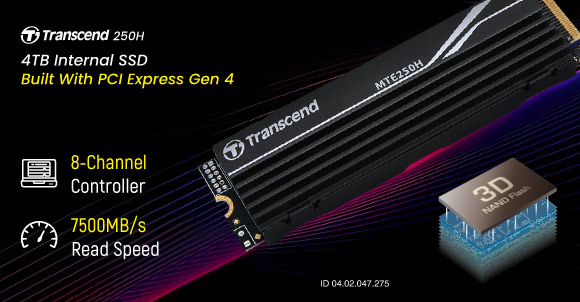 Transcend 250H
4TB Internal SSD
Built With PCI Express Gen 4
MTE250H
Transcend
8-Channel
Controller
7500MB/s
Read Speed
3D
NAND Flash
ID 04.02.047.275